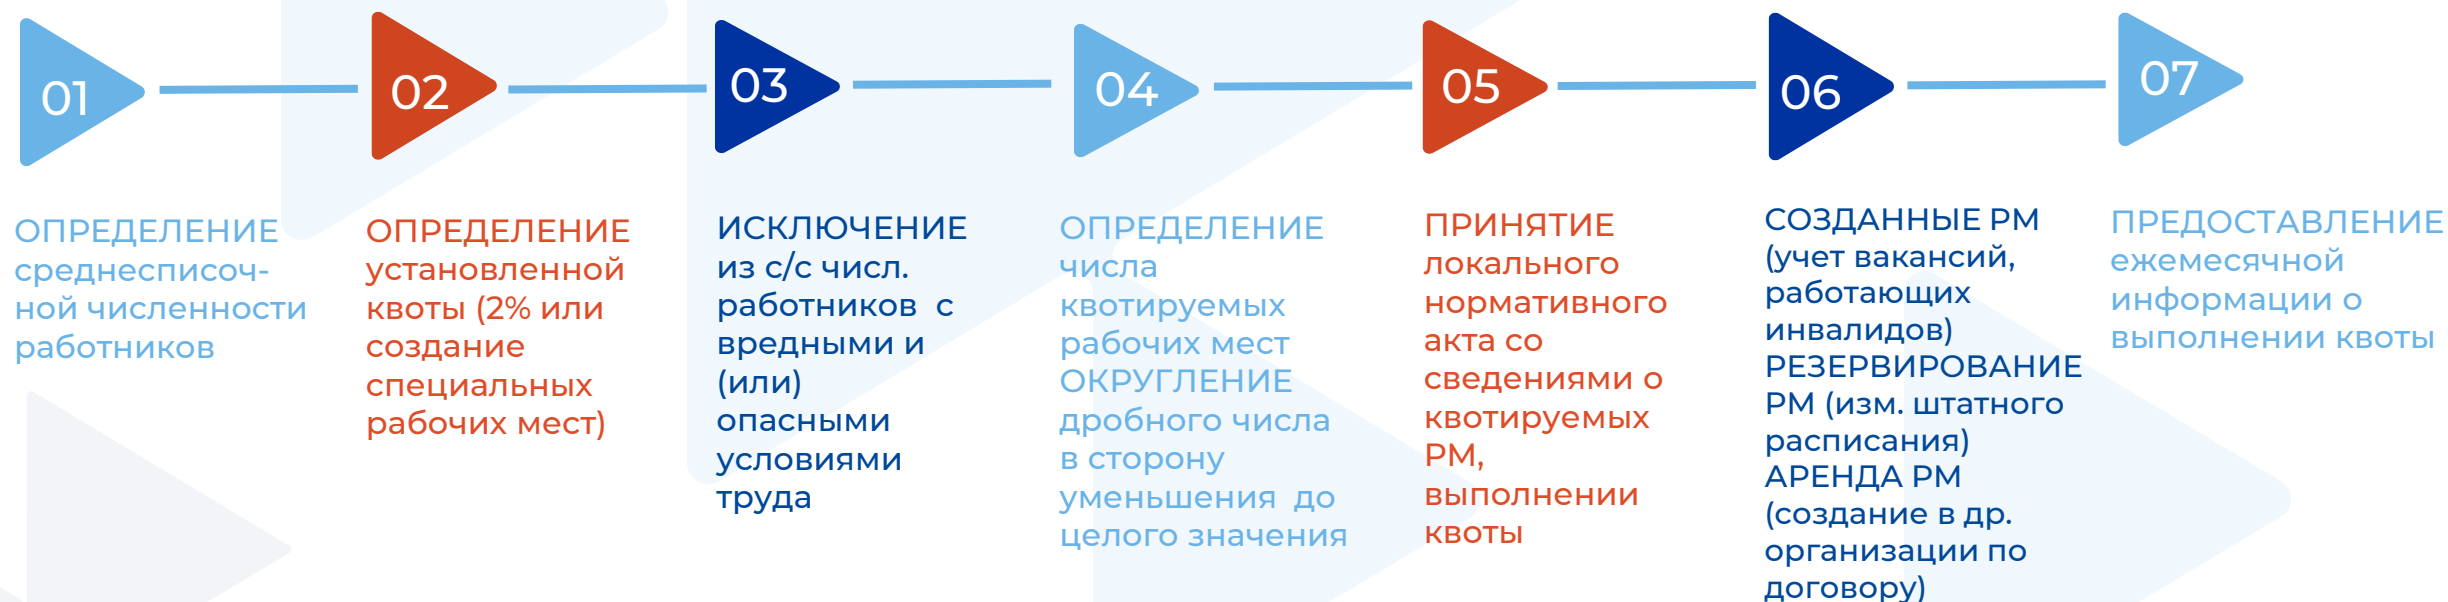 01
ОПРЕДЕЛЕНИЕ
среднесписоч-
ной численности
работников
02
ОПРЕДЕЛЕНИЕ
установленной
квоты (2% или
создание
специальных
рабочих мест)
03
ИСКЛЮЧЕНИЕ
из с/с числ.
работников с
вредными и
(или)
опасными
условиями
труда
04
ОПРЕДЕЛЕНИЕ
числа
квотируемых
рабочих мест
ОКРУГЛЕНИЕ
дробного числа
в сторону
уменьшения до
целого значения
05
ПРИНЯТИЕ
локального
нормативного
акта со
сведениями о
квотируемых
РМ,
выполнении
квоты
06
СОЗДАННЫЕ РМ
(учет вакансий,
работающих
инвалидов)
РЕЗЕРВИРОВАНИЕ
РМ (изм. штатного
расписания)
АРЕНДА РМ
(создание в др.
организации по
договору)
07
ПРЕДОСТАВЛЕНИЕ
ежемесячной
информации о
выполнении квоты